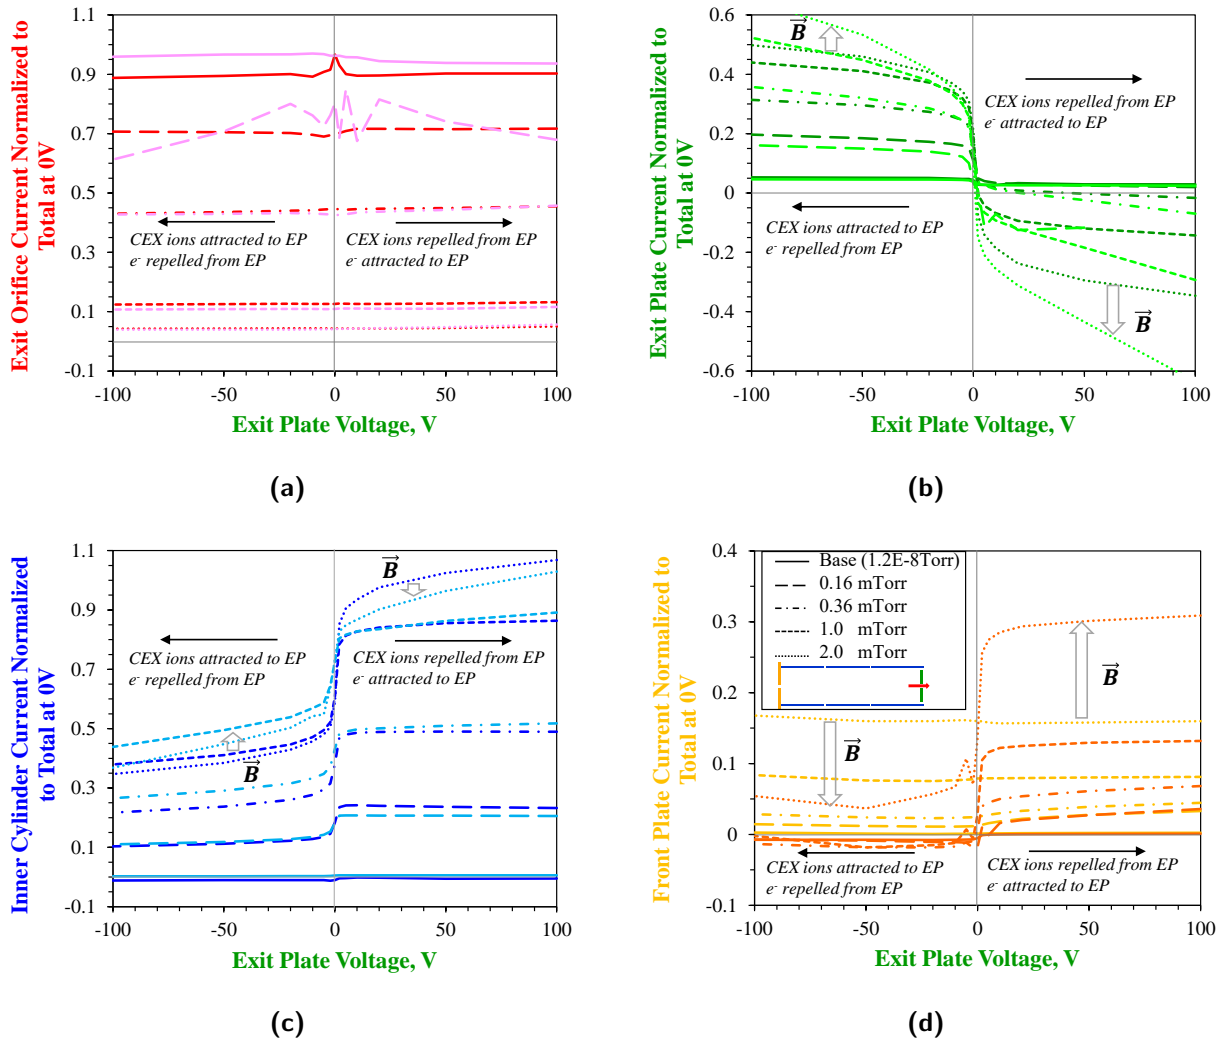 Exit Orifice Current Normalized to
Total at 0V
1.1
0.9
0.7
0.5
0.3
0.1
-0.1
CEX ions attracted to EP
e- repelled from EP
CEX ions repelled from EP
e- attracted to EP
-100
-50
0
50
100
Exit Plate Voltage, V
(a)
Exit Plate Current Normalized to
Total at 0V
0.6
0.4
0.2
0
-0.2
-0.4
-0.6
B
CEX ions repelled from EP
e- attracted to EP
CEX ions attracted to EP
e- repelled from EP
B
-100
-50
0
50
100
Exit Plate Voltage, V
(b)
Inner Cylinder Current Normalized
to Total at 0V
1.1
0.9
0.7
0.5
0.3
0.1
-0.1
B
CEX ions attracted to EP
e- repelled from EP
CEX ions repelled from EP
e- attracted to EP
B
-100
-50
0
50
100
Exit Plate Voltage, V
(c)
Front Plate Current Normalized to
Total at 0V
0.4
0.3
0.2
0.1
0
-0.1
Base (1.2E-8Torr)
0.16 mTorr
0.36 mTorr
1.0 mTorr
2.0 mTorr
B
B
CEX ions attracted to EP
e- repelled from EP
CEX ions repelled from EP
e- attracted to EP
-100
-50
0
50
100
Exit Plate Voltage, V
(d)